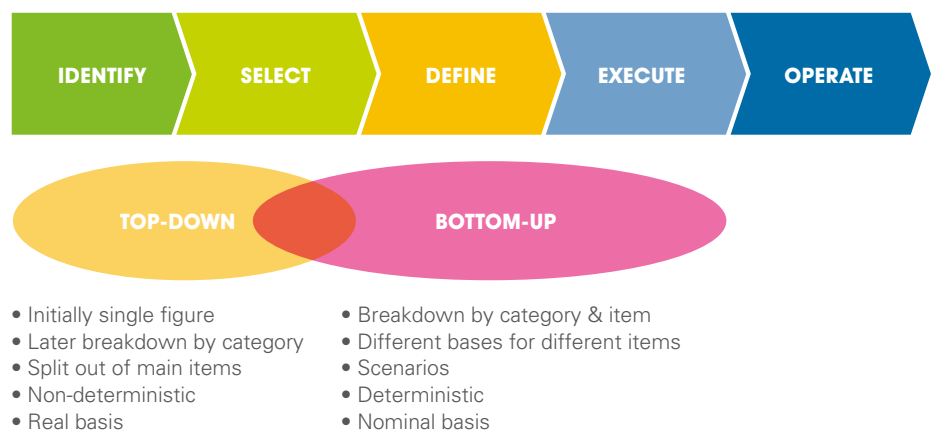 IDENTIFY
SELECT
DEFINE
EXECUTE
OPERATE
TOP-DOWN
BOTTOM-UP
• Initially single figure
• Later breakdown by category
• Split out of main items
• Non-deterministic
• Real basis
• Breakdown by category & item
• Different bases for different items
• Scenarios
• Deterministic
• Nominal basis